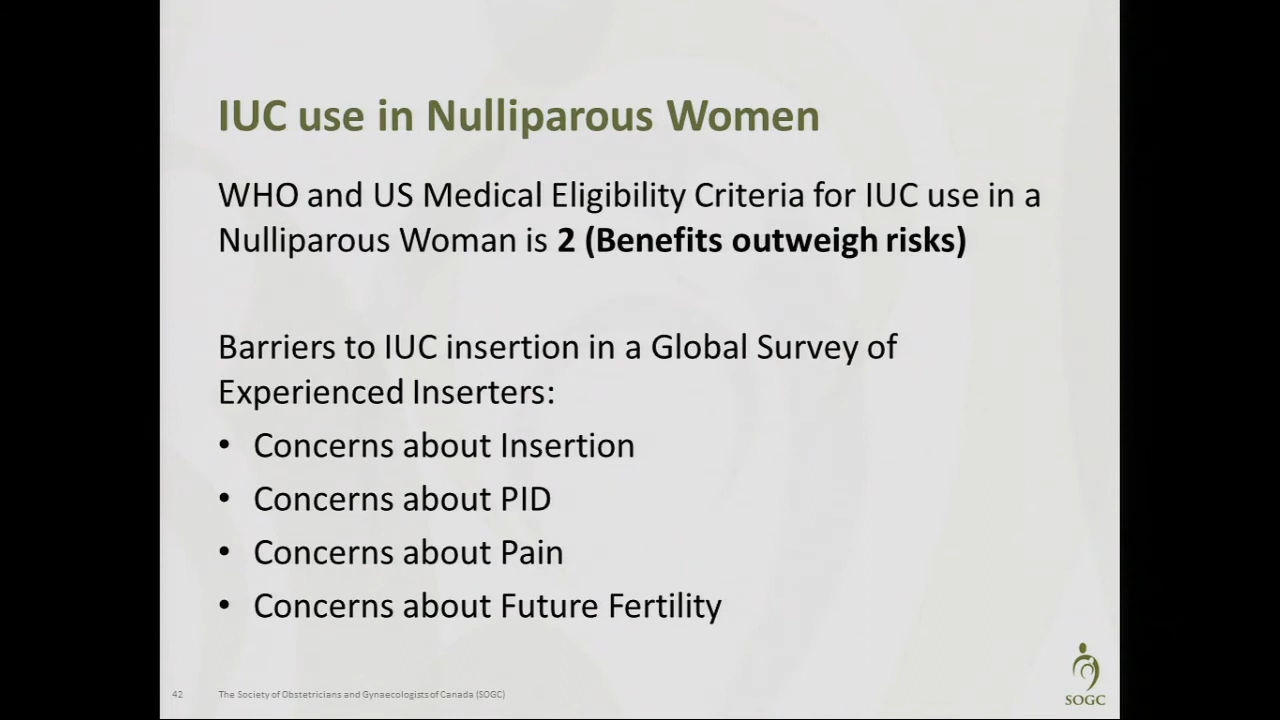 IUC use in Nulliparous Women
WHO and US Medical Eligibility Criteria for IUC use in a
Nulliparous Woman is 2 (Benefits outweigh risks)
Barriers to IUC insertion in a Global Survey of
Experienced Inserters:
• Concerns about Insertion
• Concerns about PID
• Concerns about Pain
• Concerns about Future Fertility
42 The Society of Obstetricians and Gynaecologists of Canada (SOGC)
SOGC